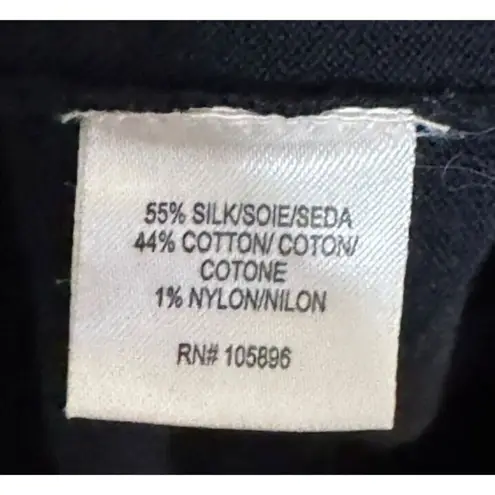 55% SILK/SOIE/SEDA
44% COTTON/ COTON/
COTONE
1% NYLON/NILON
RN# 105896